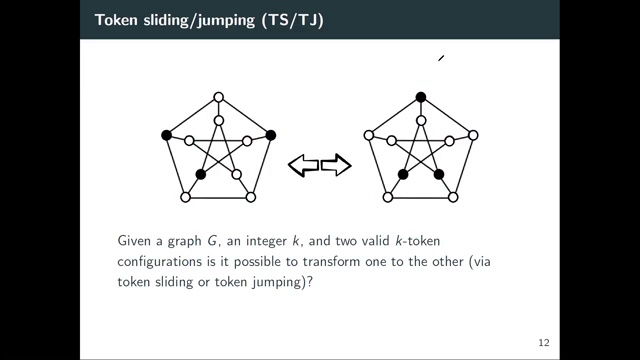 Token sliding/jumping (TS/TJ)
Given a graph G, an integer k, and two valid k-token
configurations is it possible to transform one to the other (via
token sliding or token jumping)?
12